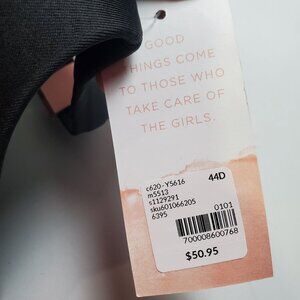 GOOD
THINGS COME
TO THOSE WHO
TAKE CARE OF
THE GIRLS.
c620-Y5616 44D
m5513
s1129291
sku601066205
6395 0101
700008600768
$50.95